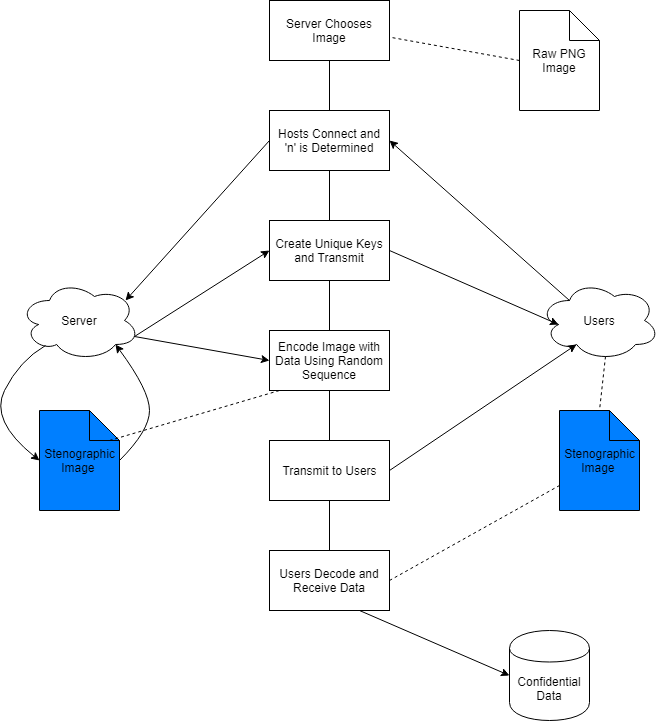 Server Chooses
Image
Raw PNG
Image
Hosts Connect and
'n' is Determined
Create Unique Keys
and Transmit
Server
Users
Encode Image with
Data Using Random
Sequence
Stenographic
Image
Transmit to Users
Stenographic
Image
Users Decode and
Receive Data
Confidential
Data